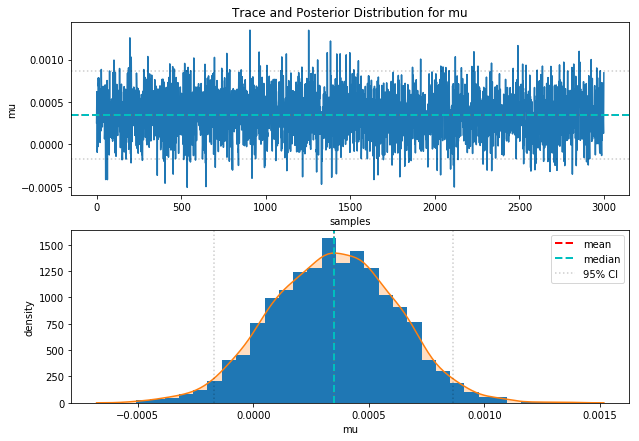 Trace and Posterior Distribution for mu
0.0010
0.0005
0.0000
−0.0005
mu
0 500 1000 1500 2000 2500 3000
samples
1500
1250
1000
750
500
250
0
density
mean
median
95% CI
−0.0005 0.0000 0.0005 0.0010 0.0015
mu